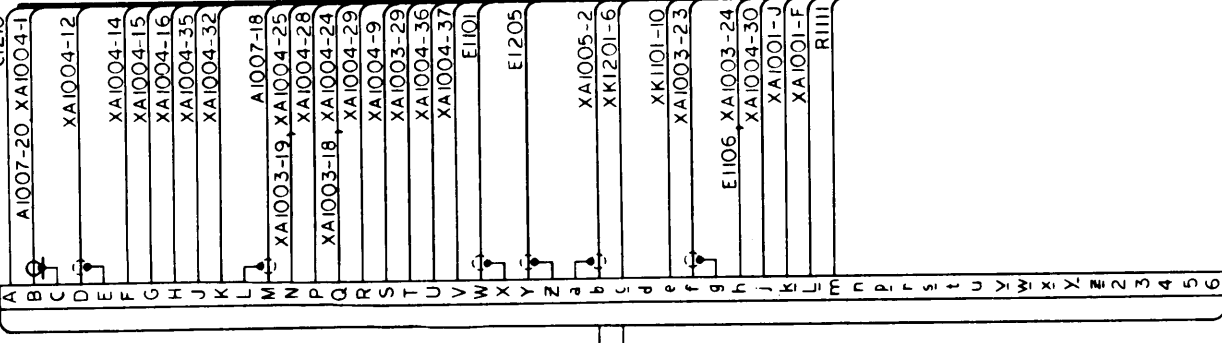 A1007-20 XA1004-1
XA1004-12
XA1004-14
XA1004-15
XA1004-16
XA1004-35
XA1004-32
A1007-18
XA1003-19, XA1004-25
XA1004-28
XA1003-18, XA1004-24
XA1004-29
XA1004-9
XA1003-29
XA1004-36
XA1004-37
E1101
E1205
XA1005-2
XK1201-6
XK1101-10
XA1003-23
E1106, XA1003-24
XA1004-30
XA1001-J
XA1001-F
R1111
A
B
C
D
E
F
G
H
J
K
L
M
N
P
Q
R
S
T
U
V
W
X
Y
Z
a
b
c
d
e
f
g
h
j
k
L
m
n
p
r
s
t
u
v
w
x
y
z
2
3
4
5
6